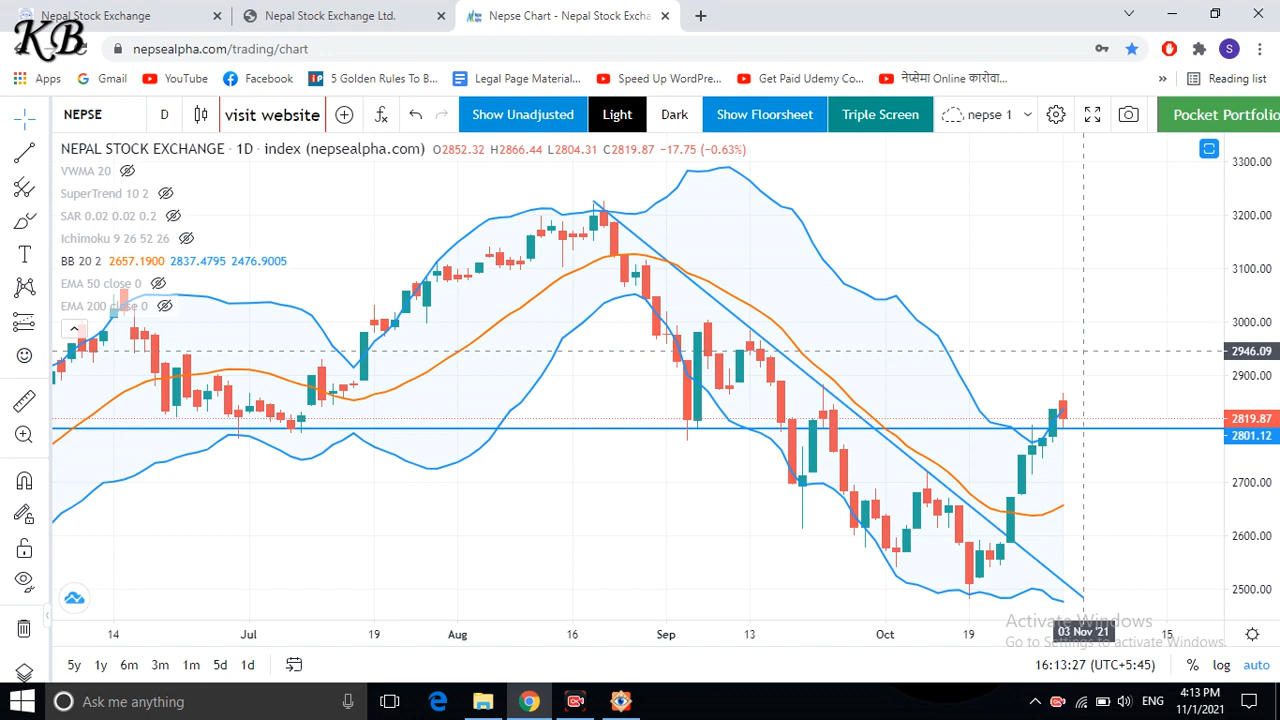 Nepal Stock Exchange
Nepal Stock Exchange Ltd.
Nepse Chart - Nepal Stock Excha
KB
nepsealpha.com/trading/chart
S
Apps
Gmail
YouTube
Facebook
5 Golden Rules To B...
Legal Page Material...
Speed Up WordPre...
Get Paid Udemy Co...
नेप्सेमा Online कारोवा...
Reading list
NEPSE
D
visit website
Show Unadjusted
Light
Dark
Show Floorsheet
Triple Screen
nepse 1
Pocket Portfolio
NEPAL STOCK EXCHANGE · 1D · index (nepsealpha.com) O2852.32 H2866.44 L2804.31 C2819.87 -17.75 (-0.63%)
VWMA 20
SuperTrend 10 2
SAR 0.02 0.02 0.2
Ichimoku 9 26 52 26
BB 20 2 2657.1900 2837.4795 2476.9005
EMA 50 close 0
EMA 200 close 0
3300.00
3200.00
3100.00
3000.00
2946.09
2900.00
2819.87
2801.12
2700.00
2600.00
2500.00
14
Jul
19
Aug
16
Sep
13
Oct
19
03 Nov '21
15
Activate Windows
Go to Settings to activate Windows.
5y 1y 6m 3m 1m 5d 1d
16:13:27 (UTC+5:45)
% log auto
Ask me anything
ENG
4:13 PM
11/1/2021